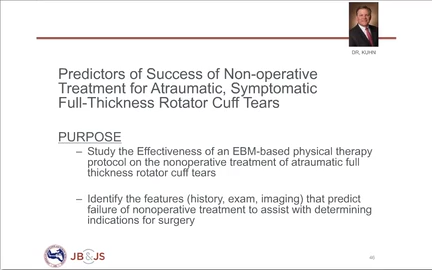 DR. KUHN
Predictors of Success of Non-operative
Treatment for Atraumatic, Symptomatic
Full-Thickness Rotator Cuff Tears
PURPOSE
– Study the Effectiveness of an EBM-based physical therapy
protocol on the nonoperative treatment of atraumatic full
thickness rotator cuff tears
– Identify the features (history, exam, imaging) that predict
failure of nonoperative treatment to assist with determining
indications for surgery
JB&JS